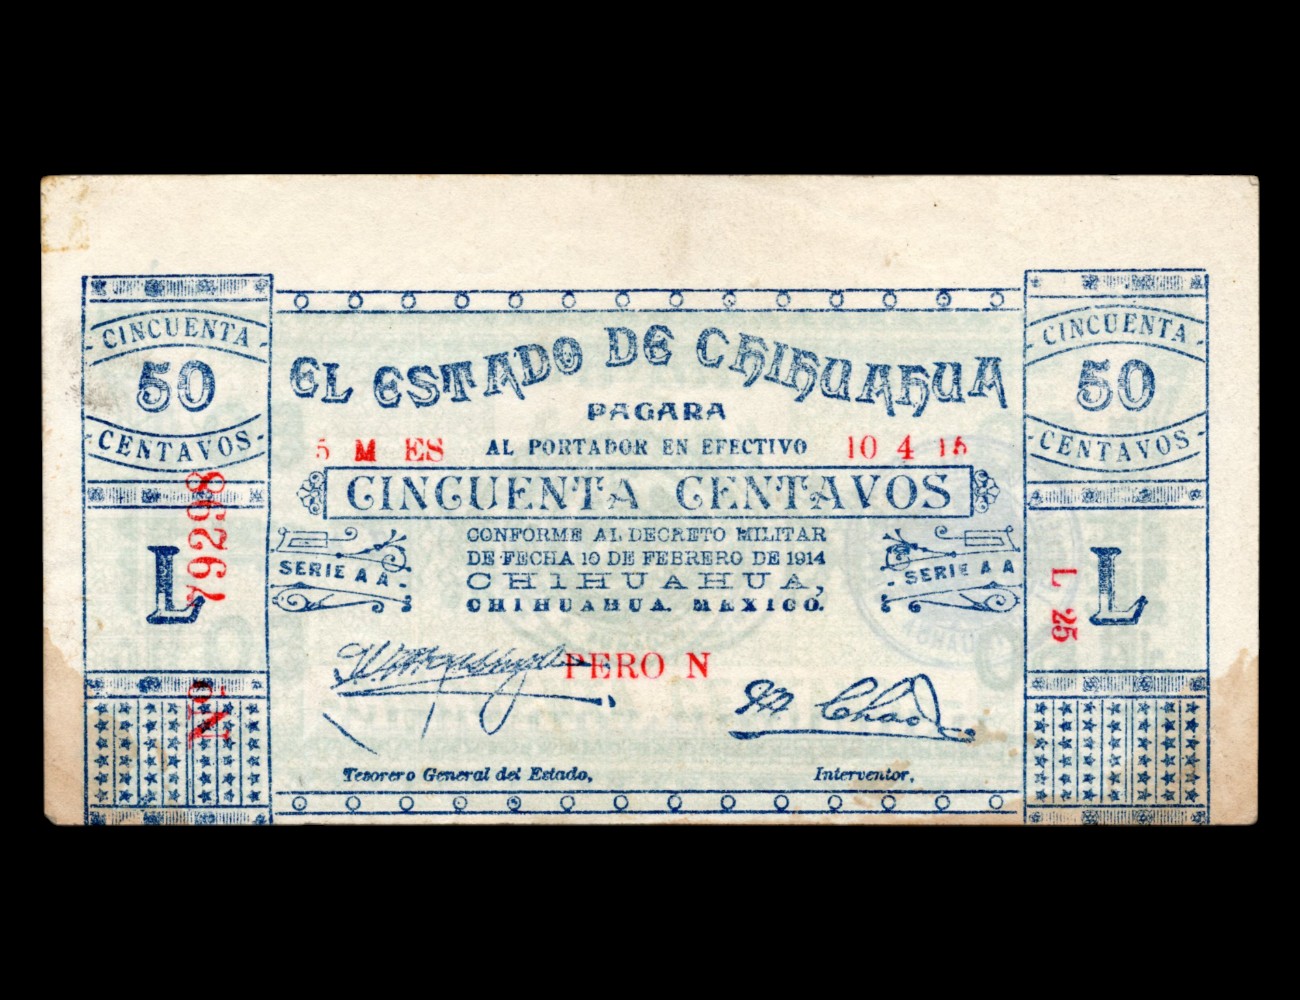 CINCUENTA
50
CENTAVOS
L
79298
Nº
EL ESTADO DE CHIHUAHUA
PAGARA
5 M ES AL PORTADOR EN EFECTIVO 10 4 15
CINCUENTA CENTAVOS
CONFORME AL DECRETO MILITAR
DE FECHA 10 DE FEBRERO DE 1914
CHIHUAHUA,
CHIHUAHUA. MEXICO.
SERIE A A
SERIE A A
PERO N
Chao
Tesorero General del Estado,
Interventor,
CINCUENTA
50
CENTAVOS
L
L 25